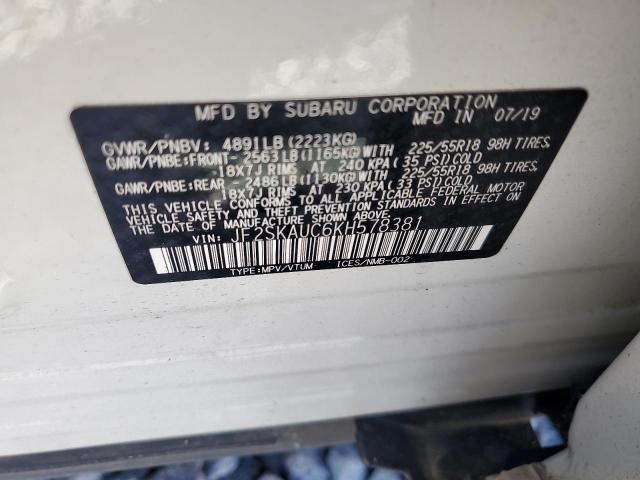 MFD BY SUBARU CORPORATION MFD IN 07/19
GVWR/PNBV : 4891LB(2223KG)
GAWR/PNBE:FRONT- 2563LB(1165KG)WITH 225/55R18 98H TIRES,
18X7J RIMS AT 240 KPA(35 PSI)COLD
GAWR/PNBE:REAR - 2486LB(1130KG)WITH 225/55R18 98H TIRES,
18X7J RIMS AT 230 KPA(33 PSI)COLD
THIS VEHICLE CONFORMS TO ALL APPLICABLE FEDERAL MOTOR
VEHICLE SAFETY AND THEFT PREVENTION STANDARDS IN EFFECT ON
THE DATE OF MANUFACTURE SHOWN ABOVE.
VIN: JF2SKAUC6KH578381
TYPE:MPV/VTUM ICES/NMB-002